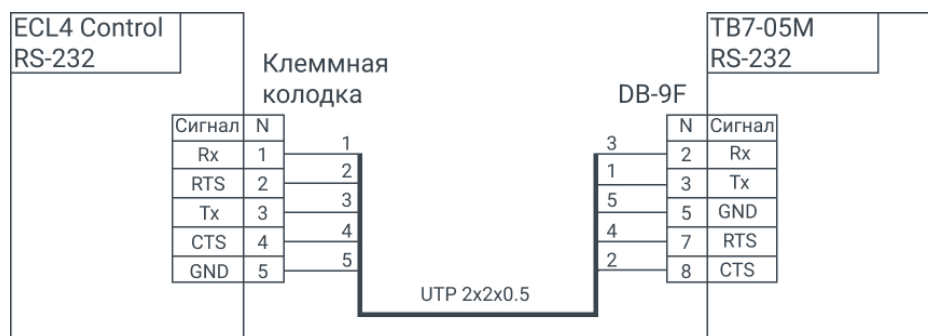 ECL4 Control
RS-232
ТВ7-05М
RS-232
Клеммная
колодка
DB-9F
Сигнал N
Rx 1 1
RTS 2 2
Tx 3 3
CTS 4 4
GND 5 5
N Сигнал
3 2 Rx
1 3 Tx
5 5 GND
4 7 RTS
2 8 CTS
UTP 2x2x0.5